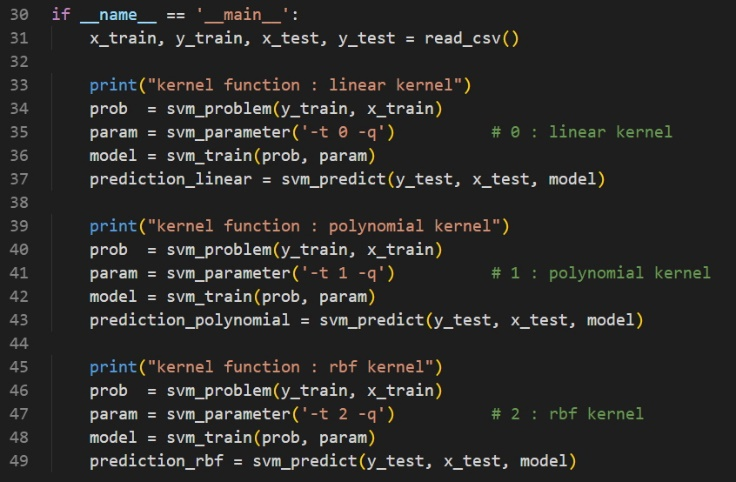 30 if __name__ == '__main__':
31     x_train, y_train, x_test, y_test = read_csv()
32
33     print("kernel function : linear kernel")
34     prob  = svm_problem(y_train, x_train)
35     param = svm_parameter('-t 0 -q')          # 0 : linear kernel
36     model = svm_train(prob, param)
37     prediction_linear = svm_predict(y_test, x_test, model)
38
39     print("kernel function : polynomial kernel")
40     prob  = svm_problem(y_train, x_train)
41     param = svm_parameter('-t 1 -q')          # 1 : polynomial kernel
42     model = svm_train(prob, param)
43     prediction_polynomial = svm_predict(y_test, x_test, model)
44
45     print("kernel function : rbf kernel")
46     prob  = svm_problem(y_train, x_train)
47     param = svm_parameter('-t 2 -q')          # 2 : rbf kernel
48     model = svm_train(prob, param)
49     prediction_rbf = svm_predict(y_test, x_test, model)